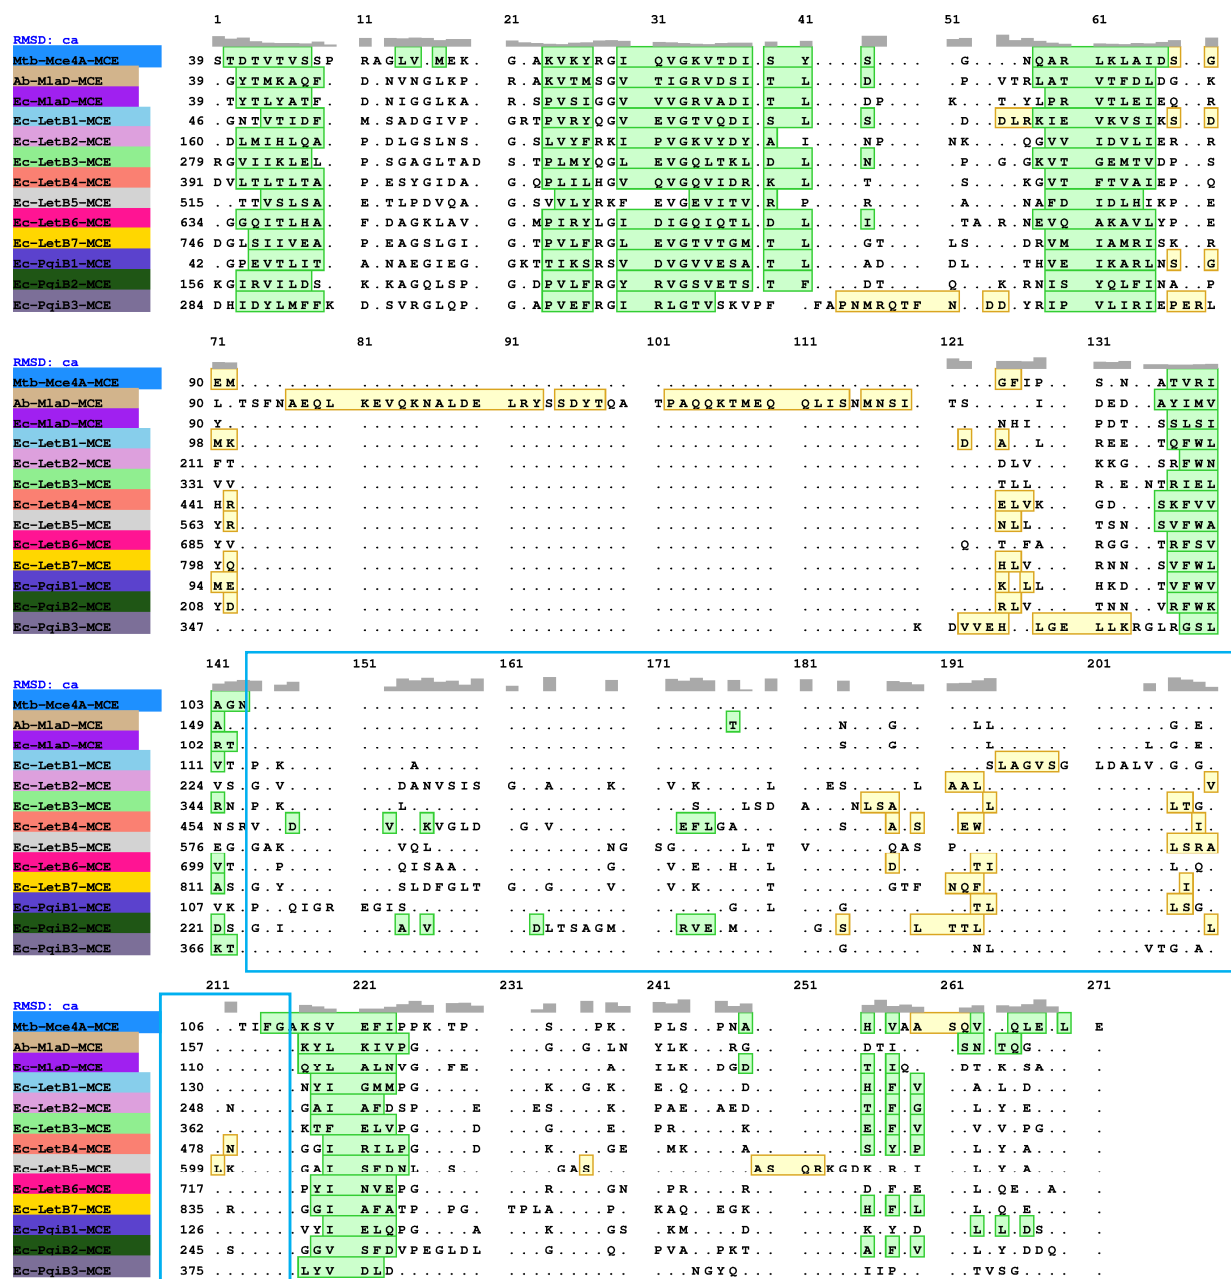 1 11 21 31 41 51 61
RMSD: ca
Mtb-Mce4A-MCE 39 STDTVTVSSP RAGLV.MEK. G.AKVKYRGI QVGKVTDI.S Y....S.... .G....NQAR LKLAIDS..G
Ab-MlaD-MCE 39 .GYTMKAQF. D.NVNGLKP. R.AKVTMSGV TIGRVDSI.T L....D.... .P..VTRLAT VTFDLDG..K
Ec-MlaD-MCE 39 .TYTLYATF. D.NIGGLKA. R.SPVSIGGV VVGRVADI.T L....DP... K...T.YLPR VTLEIEQ..R
Ec-LetB1-MCE 46 .GNTVTIDF. M.SADGIVP. GRTPVRYQGV EVGTVQDI.S L....S.... .D..DLRKIE VKVSIKS..D
Ec-LetB2-MCE 160 .DLMIHLQA. P.DLGSLNS. G.SLVYFRKI PVGKVYDY.A I....NP... NK.....QGV VIDVLIER.R
Ec-LetB3-MCE 279 RGVIIKLEL. P.SGAGLTAD S.TPLMYQGL EVGQLTKL.D L....N.... .P..G.GKVT GEMTVDP..S
Ec-LetB4-MCE 391 DVLTLTLTA. P.ESYGIDA. G.QPLILHGV QVGQVIDR.K L....T.... .S.....KGVT FTVAIEP..Q
Ec-LetB5-MCE 515 ..TTVSLSA. E.TLPDVQA. G.SVVLYRKF EVGEVITV.R P....R.... .A....NAFD IDLHIKP..E
Ec-LetB6-MCE 634 .GGQITLHA. F.DAGKLAV. G.MPIRYLGI DIGQIQTL.D L....I.... .TA.R.NEVQ AKAVLYP..E
Ec-LetB7-MCE 746 DGLSIIVEA. P.EAGSLGI. G.TPVLFRGL EVGTVTGM.T L....GT... LS.....DRVM IAMRISK..R
Ec-PqiB1-MCE 42 .GPEVTLIT. A.NAEGIEG. GKTTIKSRSV DVGVVESA.T L....AD... DL.....THVE IKARLNS..G
Ec-PqiB2-MCE 156 KGIRVILDS. K.KAGQLSP. G.DPVLFRGY RVGSVETS.T F....DT... Q...K.RNIS YQLFINA..P
Ec-PqiB3-MCE 284 DHIDYLMFFK D.SVRGLQP. G.APVEFRGI RLGTVSKVPF .FAPNMRQTF N..DD.YRIP VLIRIEPERL
71 81 91 101 111 121 131
RMSD: ca
Mtb-Mce4A-MCE 90 EM........ .......... .......... .......... ....GFIP.. S.N..ATVRI
Ab-MlaD-MCE 90 L.TSFNAEQL KEVQKNALDE LRYSSDYTQA TPAQQKTMEQ QLISNMNSI. TS.....I.. DED.AYIMV
Ec-MlaD-MCE 90 Y......... .......... .......... .......... ....NHI... PDT..SSLSI
Ec-LetB1-MCE 98 MK........ .......... .......... .......... .D..A..L.. REE..TQFWL
Ec-LetB2-MCE 211 FT........ .......... .......... .......... ....DLV... KKG..SRFWN
Ec-LetB3-MCE 331 VV........ .......... .......... .......... ....TLL... R.E.NTRIEL
Ec-LetB4-MCE 441 HR........ .......... .......... .......... ....ELVK.. GD...SKFVV
Ec-LetB5-MCE 563 YR........ .......... .......... .......... ....NLL... TSN..SVFWA
Ec-LetB6-MCE 685 YV........ .......... .......... .......... .Q..T.FA.. RGG..TRFSV
Ec-LetB7-MCE 798 YQ........ .......... .......... .......... ....HLV... RNN..SVFWL
Ec-PqiB1-MCE 94 ME........ .......... .......... .......... ....K.LL.. HKD..TVFWV
Ec-PqiB2-MCE 208 YD........ .......... .......... .......... ....RLV... TNN..VRFWK
Ec-PqiB3-MCE 347 .......... .......... .......... .........K DVVEH..LGE LLKRGLRGSL
141 151 161 171 181 191 201
RMSD: ca
Mtb-Mce4A-MCE 103 AGN....... .......... .......... .......... .......... .......... ..........
Ab-MlaD-MCE 149 A......... .......... .......... ......T... ...N...G.. ..LL...... ......G.E.
Ec-MlaD-MCE 102 RT........ .......... .......... .......... ...S...G.. ...L...... ....L.G.E.
Ec-LetB1-MCE 111 VT.P.K.... ....A..... .......... .......... .......... ...SLAGVSG LDALV.G.G.
Ec-LetB2-MCE 224 VS.G.V.... ...DANVSIS G..A....K. .V.K.....L ..ES.....L AAL....... .........V
Ec-LetB3-MCE 344 RN.P.K.... ...L...... .......... ...S...LSD A...NLSA.. ...L...... ......LTG.
Ec-LetB4-MCE 454 NSRV..D... ..V..KVGLD .G.V...... ..EFLGA... ...S...A.S .EW....... ........I.
Ec-LetB5-MCE 576 EG.GAK.... ...VQL.... ........NG SG.....L.T V....QAS.. P......... ......LSRA
Ec-LetB6-MCE 699 VT...P.... ...QISAA.. ........G. .V.E..H..L .......D.. ..TI...... ......L.Q.
Ec-LetB7-MCE 811 AS.G.Y.... ...SLDFGLT G..G....V. .V.K.....T .......GTF NQF....... .......I..
Ec-PqiB1-MCE 107 VK.P..QIGR EGIS...... .......... ......G..L ...G...... ..TL...... ......LSG.
Ec-PqiB2-MCE 221 DS.G.I.... ...A.V.... ..DLTSAGM. ..RVE.M... .G.S.....L .TTL...... .........L
Ec-PqiB3-MCE 366 KT........ .......... .......... .......... ...G...... ..NL...... ....VTG.A.
211 221 231 241 251 261 271
Mtb-Mce4A-MCE 106 ..TIFGAKSV EFIPPK.TP. ...S...PK. PLS..PNA.. ....H.VAAA SQV..QLE.L E
Ab-MlaD-MCE 157 .......KYL KIVPG..... ...G..G.LN YLK...RG.. ....DTI... .SN.TQG... .
Ec-MlaD-MCE 110 .......QYL ALNVG..FE. ...A...... ILK..DGD.. ....T.IQ.. .DT.K.SA.. .
Ec-LetB1-MCE 130 .......NYI GMMPG..... ...K..G.K. E.Q...D... ....H.F.V. ..A.L.D... .
Ec-LetB2-MCE 248 .N.....GAI AFDSP....E ..ES....K. PAE..AED.. ....T.F.G. ..L.Y.E... .
Ec-LetB3-MCE 362 .......KTF ELVPG....D ...G....E. PR....K... ....E.F.V. ..V.V.PG.. .
Ec-LetB4-MCE 478 .N.....GGI RILPG....D ...K....GE MK....A... ....S.Y.P. ..L.Y.A... .
Ec-LetB5-MCE 599 LK.....GAI SFDNL..S.. ....GAS... ........AS QRKGDK.R.I ..L.Y.A... .
Ec-LetB6-MCE 717 .......PYI NVEPG..... ...R....GN PR....R... ....D.F.E. ..L.QE..A. .
Ec-LetB7-MCE 835 .R.....GGI AFATP..PG. TPLA....P. KAQ..EGK.. ....H.F.L. ..L.Q.E... .
Ec-PqiB1-MCE 126 .......VYI ELQPG....A ...K....GS KM....D... ....K.Y.D. ..L.L.DS.. .
Ec-PqiB2-MCE 245 .S.....GGV SFDVPEGLDL ...G....Q. PVA..PKT.. ....A.F.V. ..L.Y.DDQ. .
Ec-PqiB3-MCE 375 .......LYV DLD....... .......... ...NGYQ... ....IIP... ..TVSG.... .